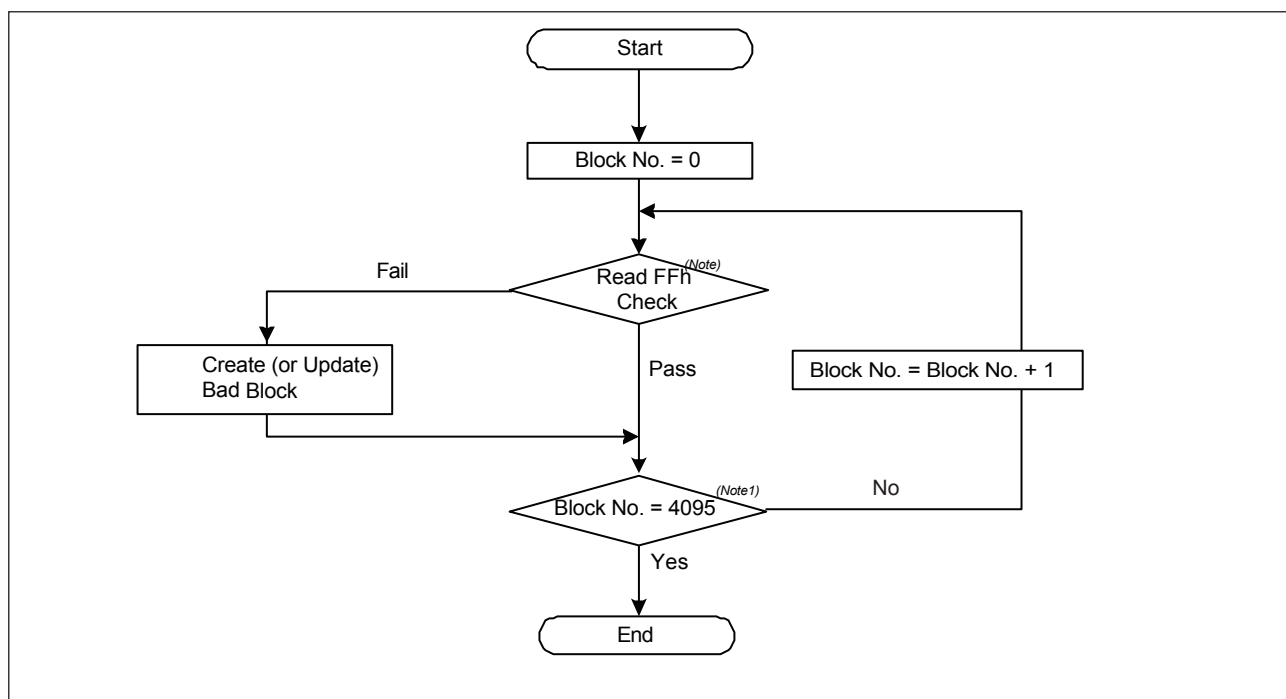 Start
Block No. = 0
Fail
Read FFh (Note)
Check
Create (or Update)
Bad Block
Pass
Block No. = Block No. + 1
Block No. = 4095 (Note1)
No
Yes
End